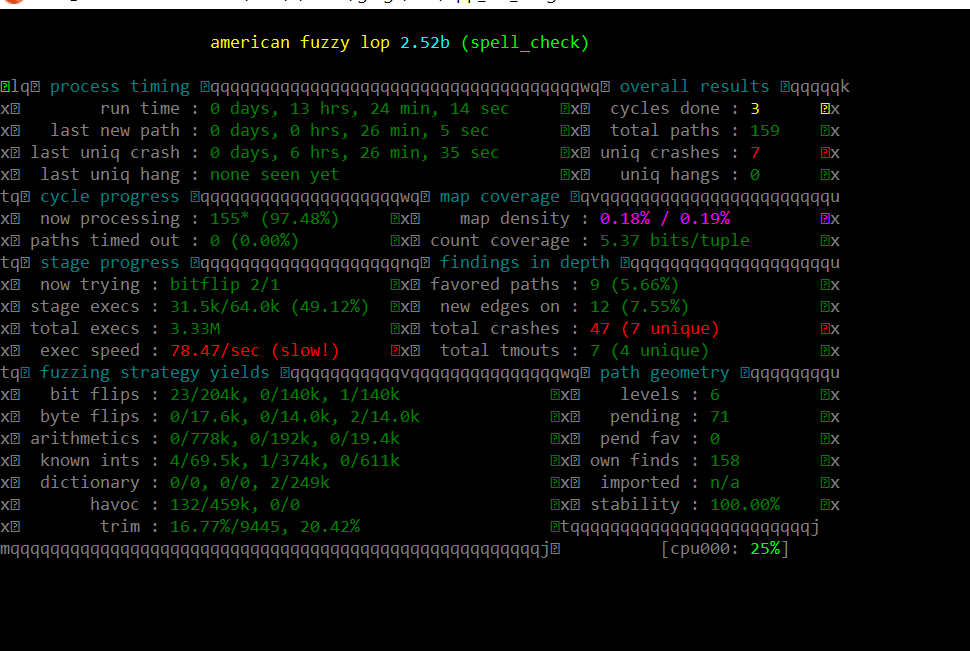 american fuzzy lop 2.52b (spell_check)
lq process timing qqqqqqqqqqqqqqqqqqqqqqqqqqqqqqqqqqqqqwq overall results qqqqqk
x run time : 0 days, 13 hrs, 24 min, 14 sec x cycles done : 3 x
x last new path : 0 days, 0 hrs, 26 min, 5 sec x total paths : 159 x
x last uniq crash : 0 days, 6 hrs, 26 min, 35 sec x uniq crashes : 7 x
x last uniq hang : none seen yet x uniq hangs : 0 x
tq cycle progress qqqqqqqqqqqqqqqqqqqqwq map coverage qvqqqqqqqqqqqqqqqqqqqqqqqu
x now processing : 155* (97.48%) x map density : 0.18% / 0.19% x
x paths timed out : 0 (0.00%) x count coverage : 5.37 bits/tuple x
tq stage progress qqqqqqqqqqqqqqqqqqqqnq findings in depth qqqqqqqqqqqqqqqqqqqqu
x now trying : bitflip 2/1 x favored paths : 9 (5.66%) x
x stage execs : 31.5k/64.0k (49.12%) x new edges on : 12 (7.55%) x
x total execs : 3.33M x total crashes : 47 (7 unique) x
x exec speed : 78.47/sec (slow!) x total tmouts : 7 (4 unique) x
tq fuzzing strategy yields qqqqqqqqqqqvqqqqqqqqqqqqqqqwq path geometry qqqqqqqqu
x bit flips : 23/204k, 0/140k, 1/140k x levels : 6 x
x byte flips : 0/17.6k, 0/14.0k, 2/14.0k x pending : 71 x
x arithmetics : 0/778k, 0/192k, 0/19.4k x pend fav : 0 x
x known ints : 4/69.5k, 1/374k, 0/611k x own finds : 158 x
x dictionary : 0/0, 0/0, 2/249k x imported : n/a x
x havoc : 132/459k, 0/0 x stability : 100.00% x
x trim : 16.77%/9445, 20.42% tqqqqqqqqqqqqqqqqqqqqqqqqj
mqqqqqqqqqqqqqqqqqqqqqqqqqqqqqqqqqqqqqqqqqqqqqqqqqqqqqj [cpu000: 25%]